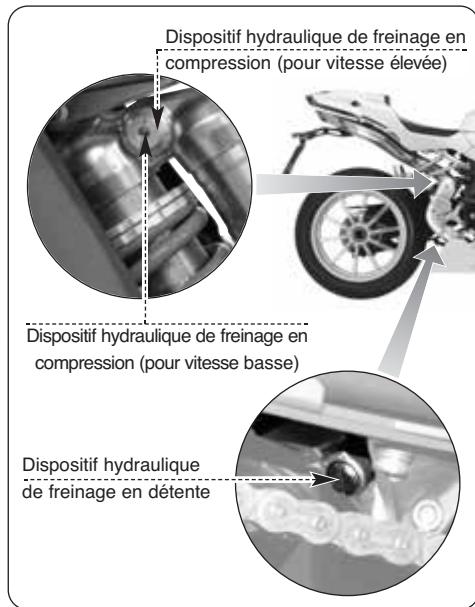 Dispositif hydraulique de freinage en
compression (pour vitesse élevée)
Dispositif hydraulique de freinage en
compression (pour vitesse basse)
Dispositif hydraulique
de freinage en détente